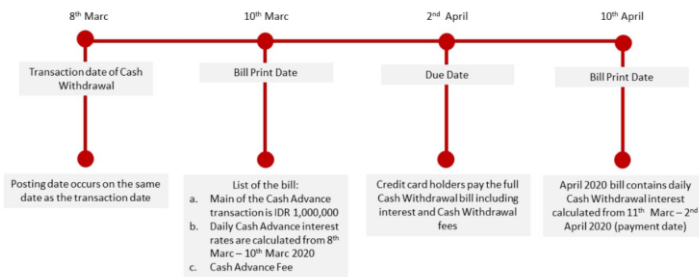 8th Marc
10th Marc
2nd April
10th April
Transaction date of Cash
Withdrawal
Bill Print Date
Due Date
Bill Print Date
Posting date occurs on the same
date as the transaction date
List of the bill:
a. Main of the Cash Advance
transaction is IDR 1,000,000
b. Daily Cash Advance interest
rates are calculated from 8th
Marc – 10th Marc 2020
c. Cash Advance Fee
Credit card holders pay the full
Cash Withdrawal bill including
interest and Cash Withdrawal
fees
April 2020 bill contains daily
Cash Withdrawal interest
calculated from 11th Marc – 2nd
April 2020 (payment date)